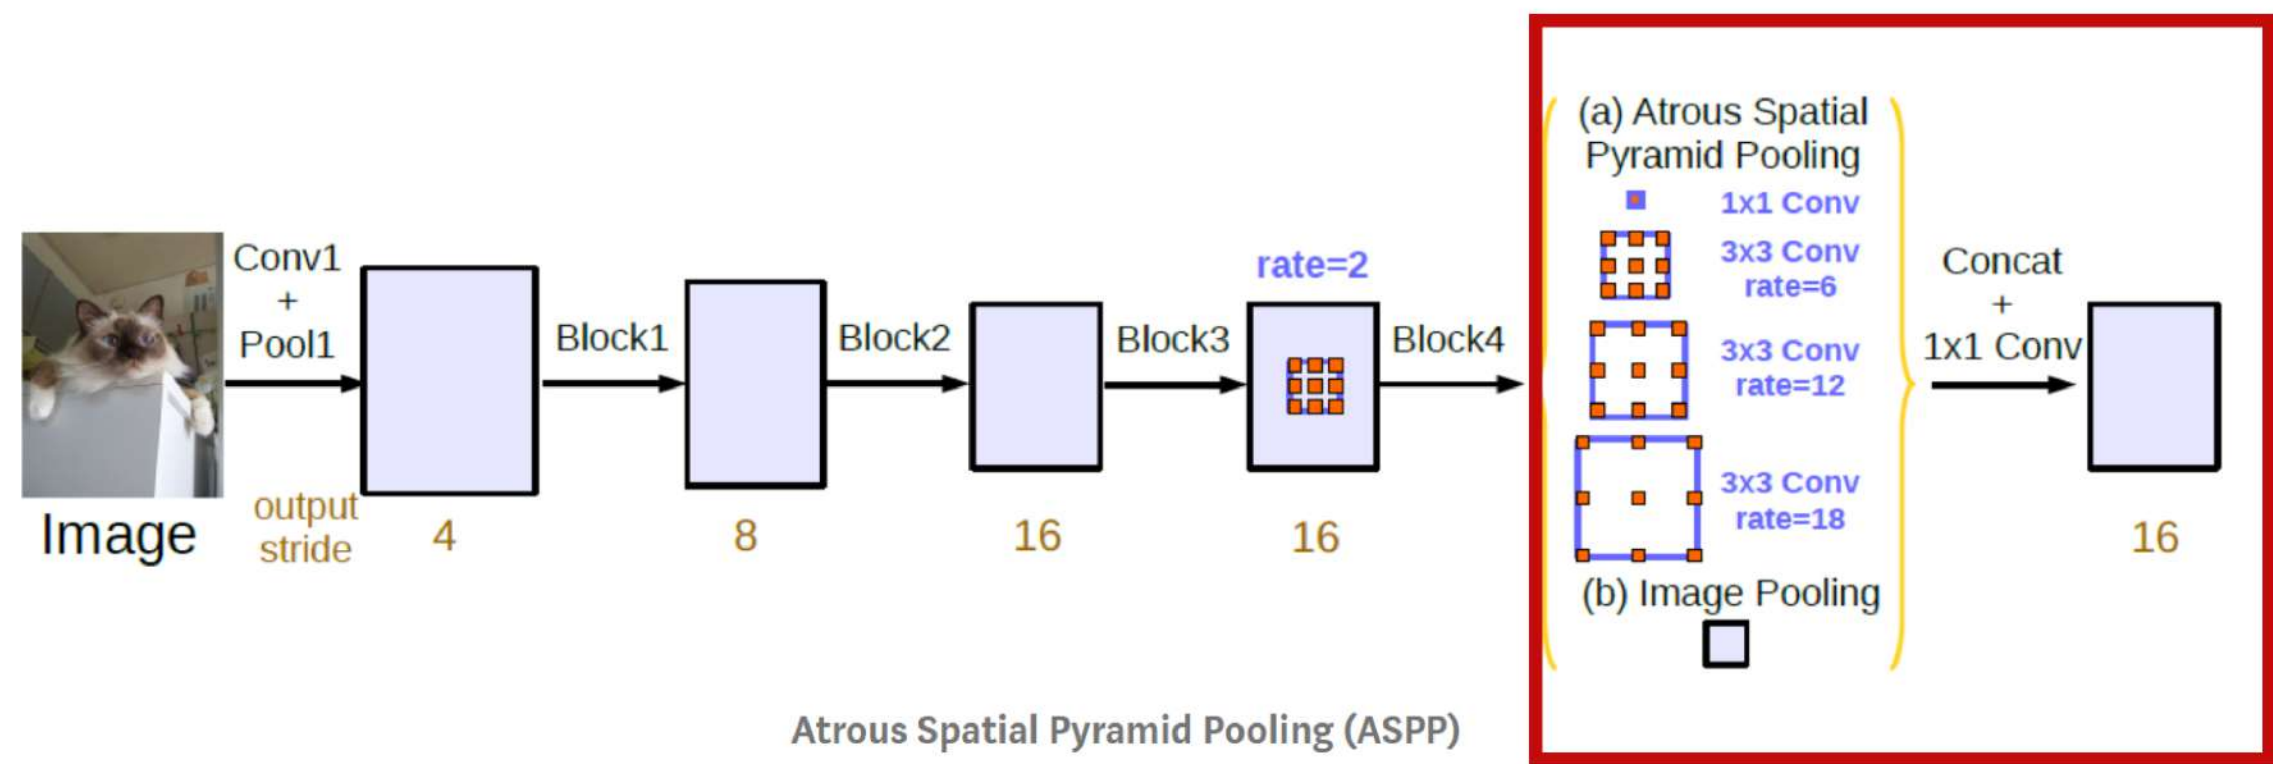 Image
Conv1
+
Pool1
output
stride
4
Block1
8
Block2
16
Block3
rate=2
16
Block4
(a) Atrous Spatial
Pyramid Pooling
1x1 Conv
3x3 Conv
rate=6
3x3 Conv
rate=12
3x3 Conv
rate=18
(b) Image Pooling
Concat
+
1x1 Conv
16
Atrous Spatial Pyramid Pooling (ASPP)